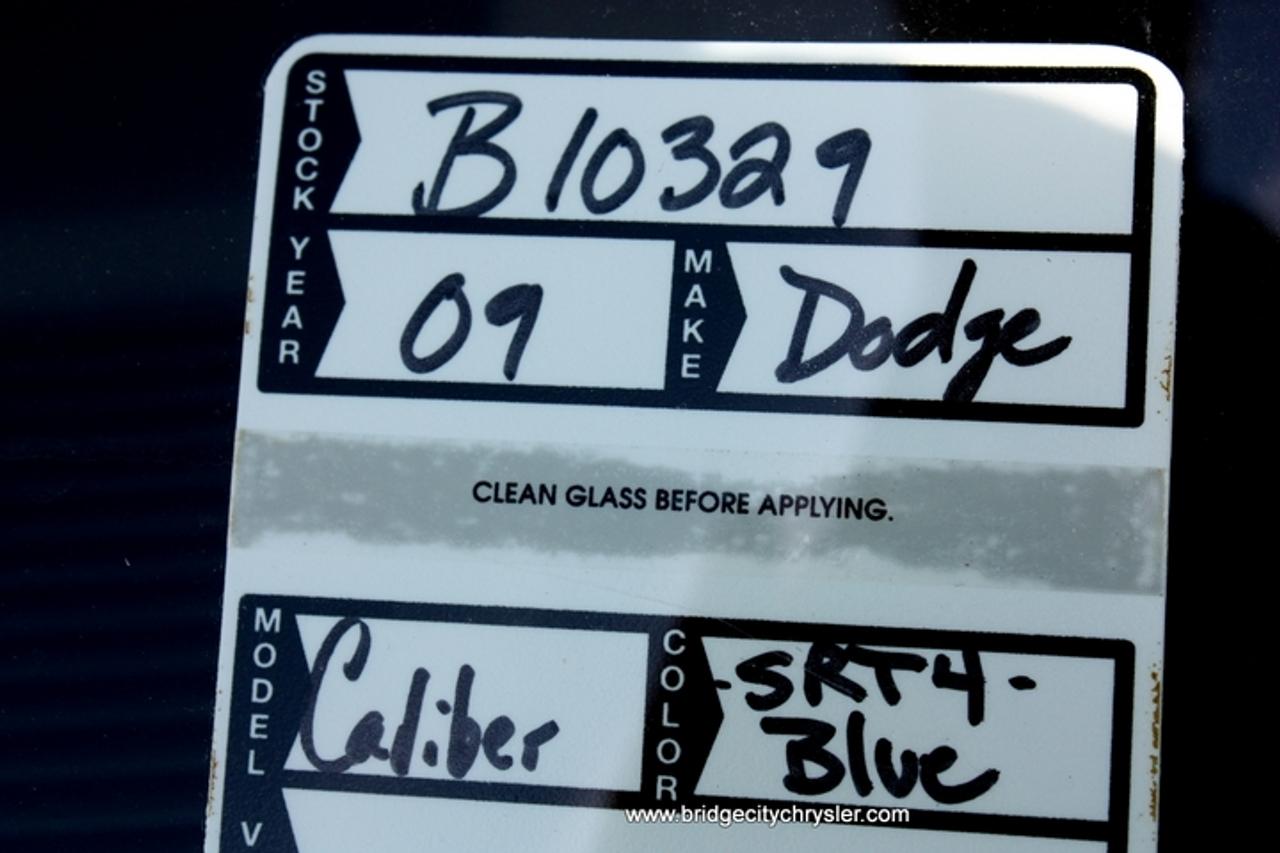 STOCK B10329
YEAR 09 MAKE Dodge
CLEAN GLASS BEFORE APPLYING.
MODEL Caliber COLOR -SRT4-
Blue
V
www.bridgecitychrysler.com